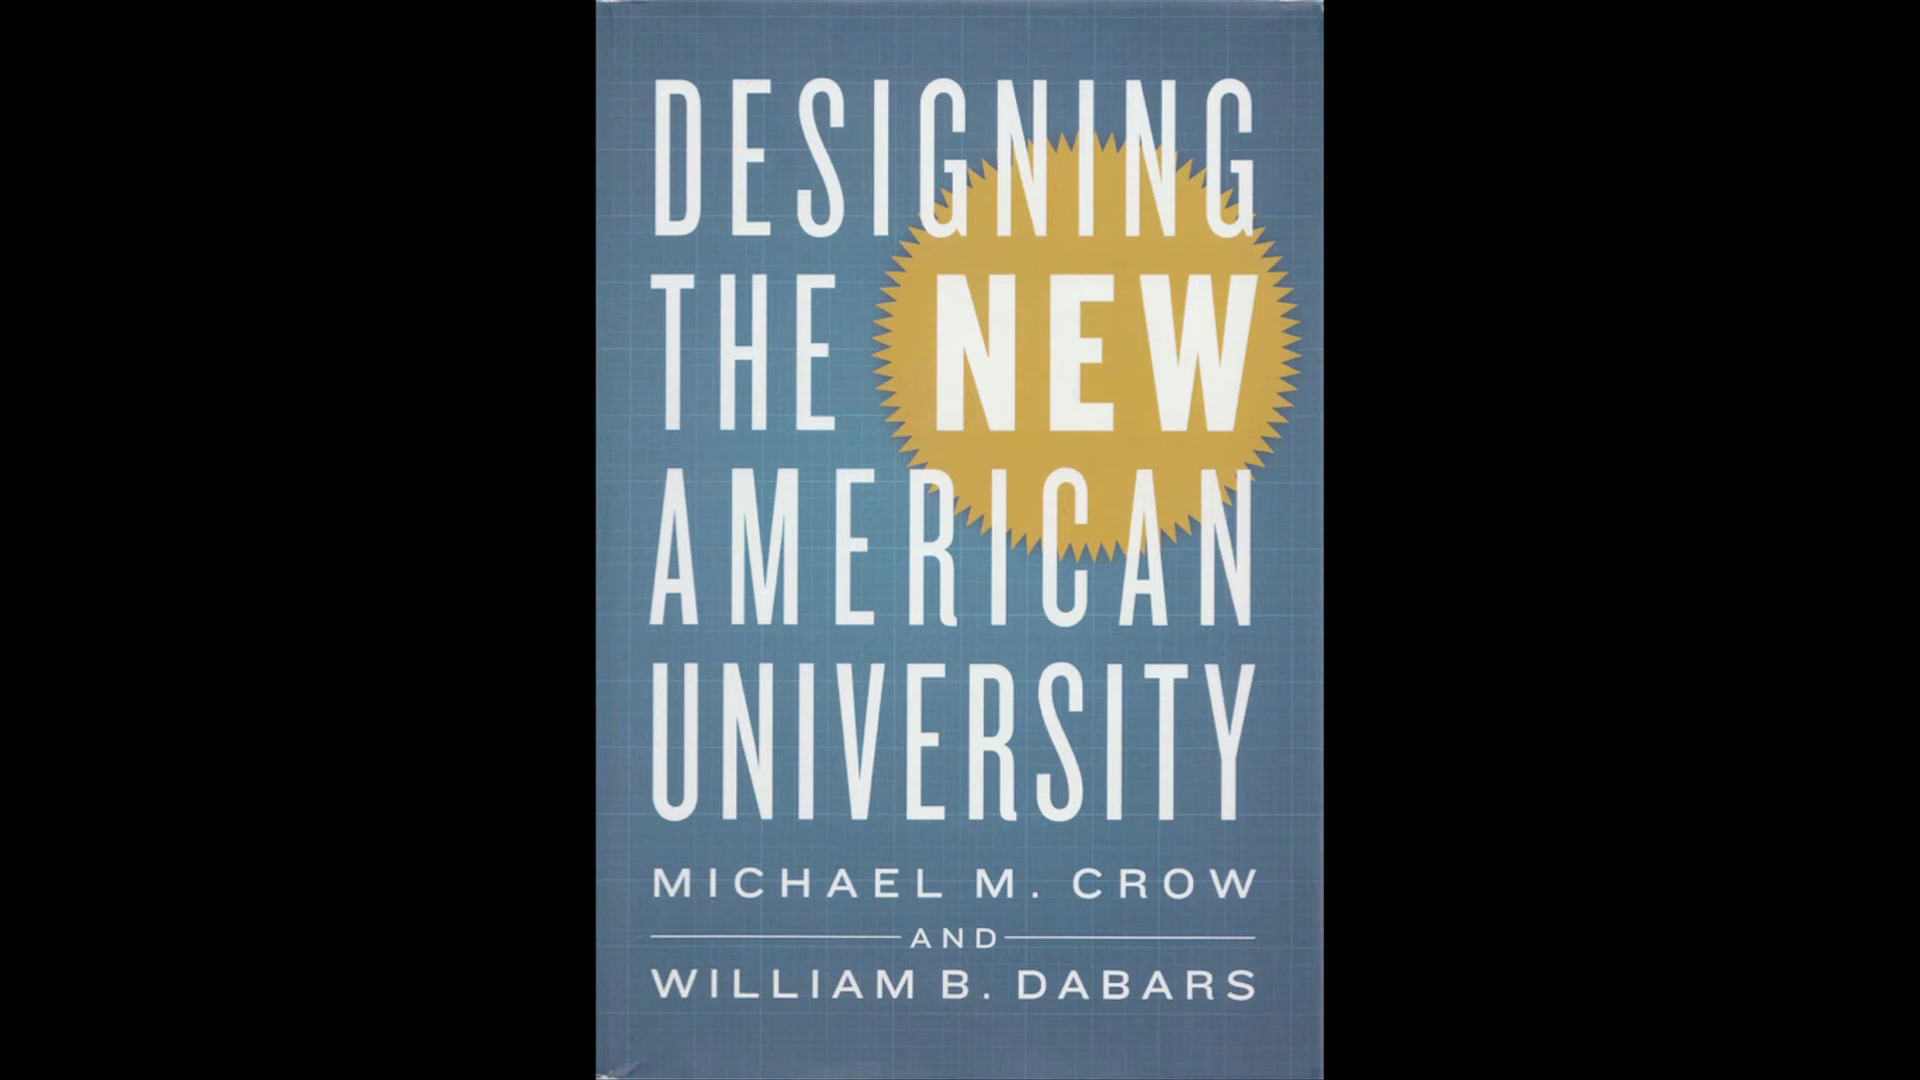 DESIGNING
THE NEW
AMERICAN
UNIVERSITY
MICHAEL M. CROW
AND
WILLIAM B. DABARS